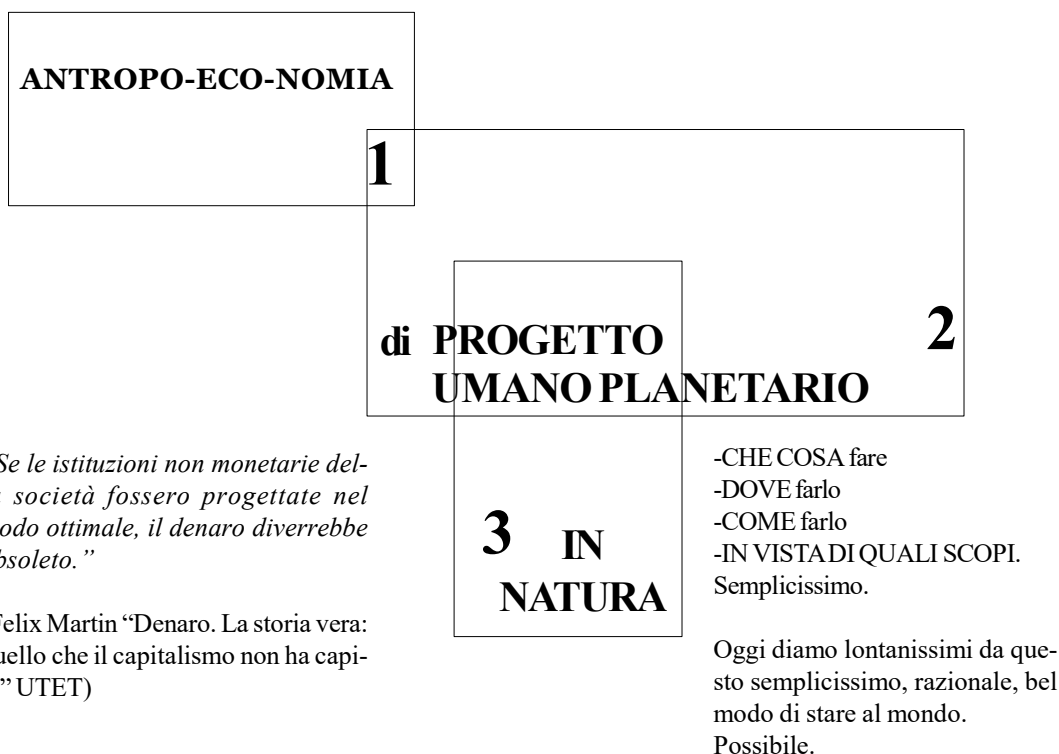 ANTROPO-ECO-NOMIA
1
2
di PROGETTO
UMANO PLANETARIO
3 IN
NATURA
Se le istituzioni non monetarie del-
società fossero progettate nel
odo ottimale, il denaro diverrebbe
bsoleto.”
Felix Martin “Denaro. La storia vera:
uello che il capitalismo non ha capi-
” UTET)
-CHE COSA fare
-DOVE farlo
-COME farlo
-IN VISTA DI QUALI SCOPI.
Semplicissimo.
Oggi diamo lontanissimi da que-
sto semplicissimo, razionale, bel
modo di stare al mondo.
Possibile.